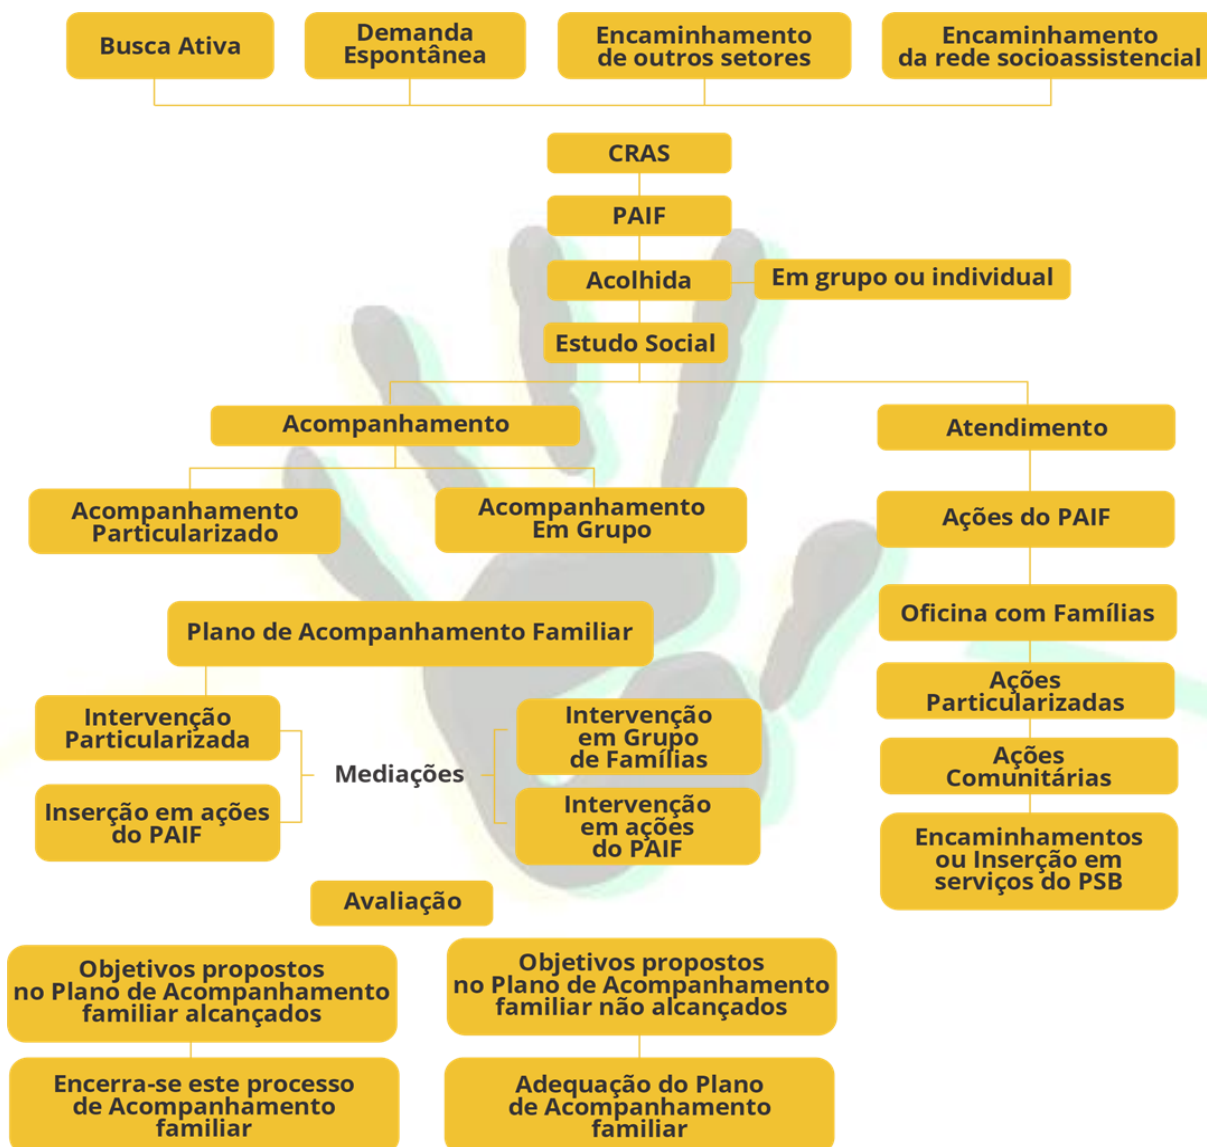 Busca Ativa
Demanda
Espontânea
Encaminhamento
de outros setores
Encaminhamento
da rede socioassistencial
CRAS
PAIF
Acolhida
Em grupo ou individual
Estudo Social
Acompanhamento
Atendimento
Acompanhamento
Particularizado
Acompanhamento
Em Grupo
Ações do PAIF
Plano de Acompanhamento Familiar
Oficina com Famílias
Intervenção
Particularizada
Inserção em ações
do PAIF
Mediações
Intervenção
em Grupo
de Famílias
Intervenção
em ações
do PAIF
Ações
Particularizadas
Ações
Comunitárias
Encaminhamentos
ou Inserção em
serviços do PSB
Avaliação
Objetivos propostos
no Plano de Acompanhamento
familiar alcançados
Objetivos propostos
no Plano de Acompanhamento
familiar não alcançados
Encerra-se este processo
de Acompanhamento
familiar
Adequação do Plano
de Acompanhamento
familiar